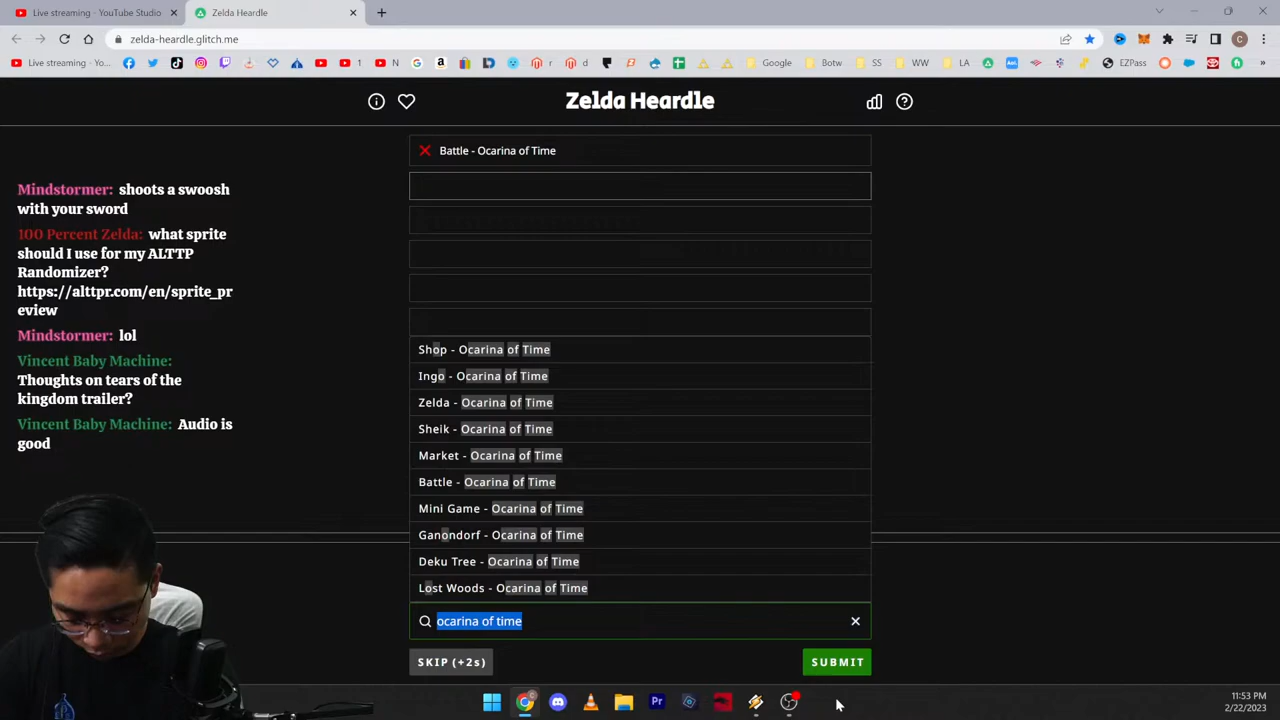 Live streaming - YouTube Studio
Zelda Heardle
zelda-heardle.glitch.me
Live streaming - Yo...
1
N
r
d
Google
Botw
SS
WW
LA
EZPass
Zelda Heardle
Battle - Ocarina of Time
Mindstormer: shoots a swoosh
with your sword
100 Percent Zelda: what sprite
should I use for my ALTTP
Randomizer?
https://alttpr.com/en/sprite_pr
eview
Mindstormer: lol
Vincent Baby Machine:
Thoughts on tears of the
kingdom trailer?
Vincent Baby Machine: Audio is
good
Shop - Ocarina of Time
Ingo - Ocarina of Time
Zelda - Ocarina of Time
Sheik - Ocarina of Time
Market - Ocarina of Time
Battle - Ocarina of Time
Mini Game - Ocarina of Time
Ganondorf - Ocarina of Time
Deku Tree - Ocarina of Time
Lost Woods - Ocarina of Time
ocarina of time
SKIP (+2s)
SUBMIT
Pr
11:53 PM
2/22/2023